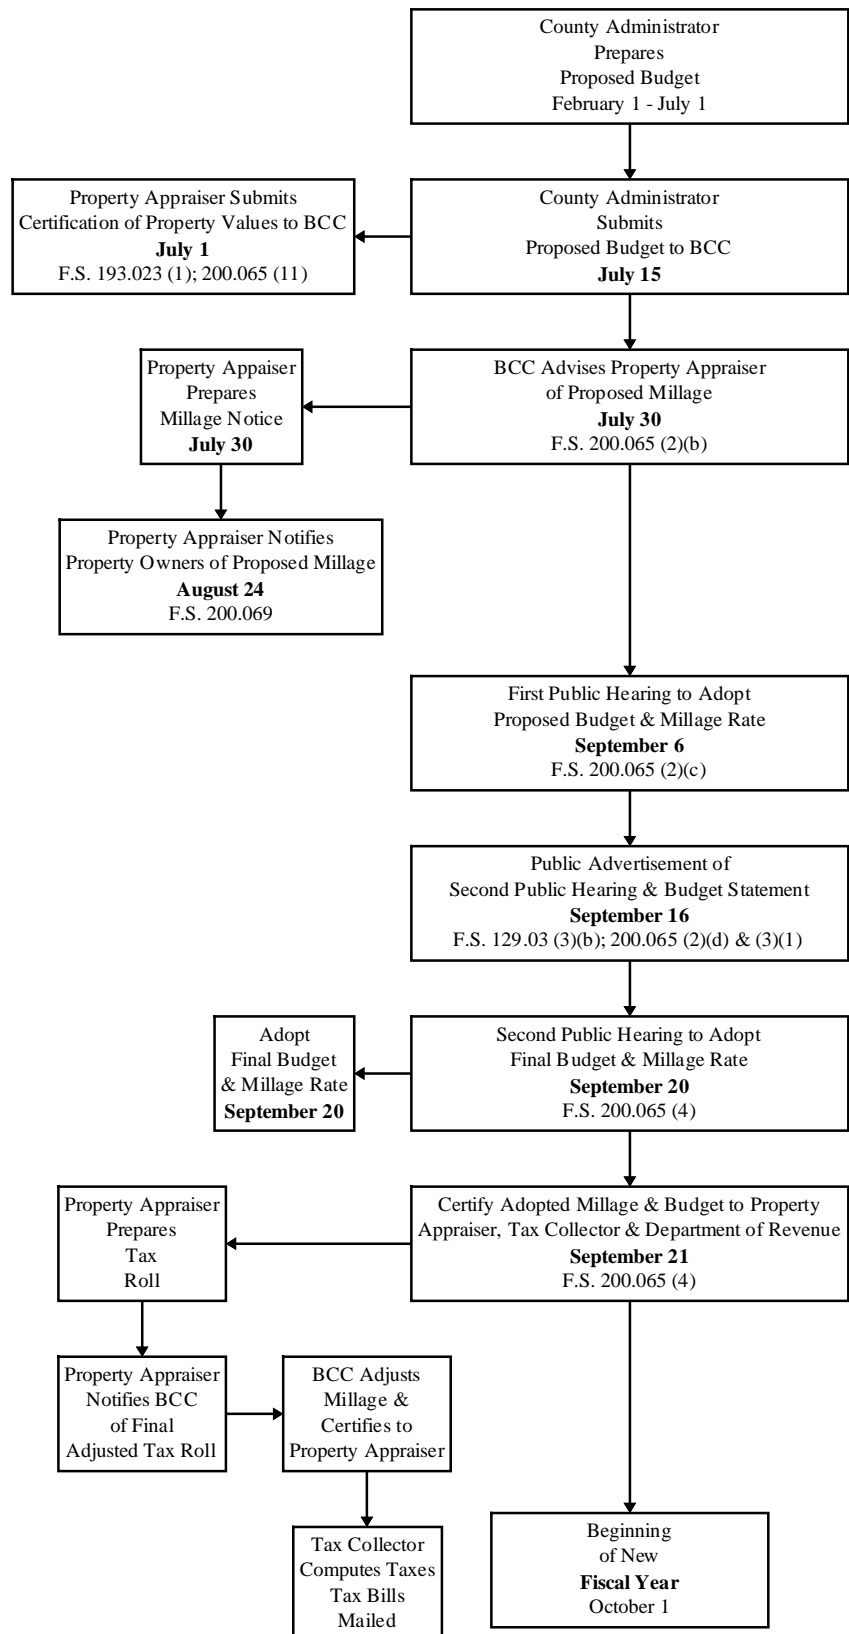 County Administrator
Prepares
Proposed Budget
February 1 - July 1
Property Appraiser Submits
Certification of Property Values to BCC
July 1
F.S. 193.023 (1); 200.065 (11)
County Administrator
Submits
Proposed Budget to BCC
July 15
Property Appaiser
Prepares
Millage Notice
July 30
BCC Advises Property Appraiser
of Proposed Millage
July 30
F.S. 200.065 (2)(b)
Property Appraiser Notifies
Property Owners of Proposed Millage
August 24
F.S. 200.069
First Public Hearing to Adopt
Proposed Budget & Millage Rate
September 6
F.S. 200.065 (2)(c)
Public Advertisement of
Second Public Hearing & Budget Statement
September 16
F.S. 129.03 (3)(b); 200.065 (2)(d) & (3)(1)
Adopt
Final Budget
& Millage Rate
September 20
Second Public Hearing to Adopt
Final Budget & Millage Rate
September 20
F.S. 200.065 (4)
Property Appraiser
Prepares
Tax
Roll
Certify Adopted Millage & Budget to Property
Appraiser, Tax Collector & Department of Revenue
September 21
F.S. 200.065 (4)
Property Appraiser
Notifies BCC
of Final
Adjusted Tax Roll
BCC Adjusts
Millage &
Certifies to
Property Appraiser
Tax Collector
Computes Taxes
Tax Bills
Mailed
Beginning
of New
Fiscal Year
October 1